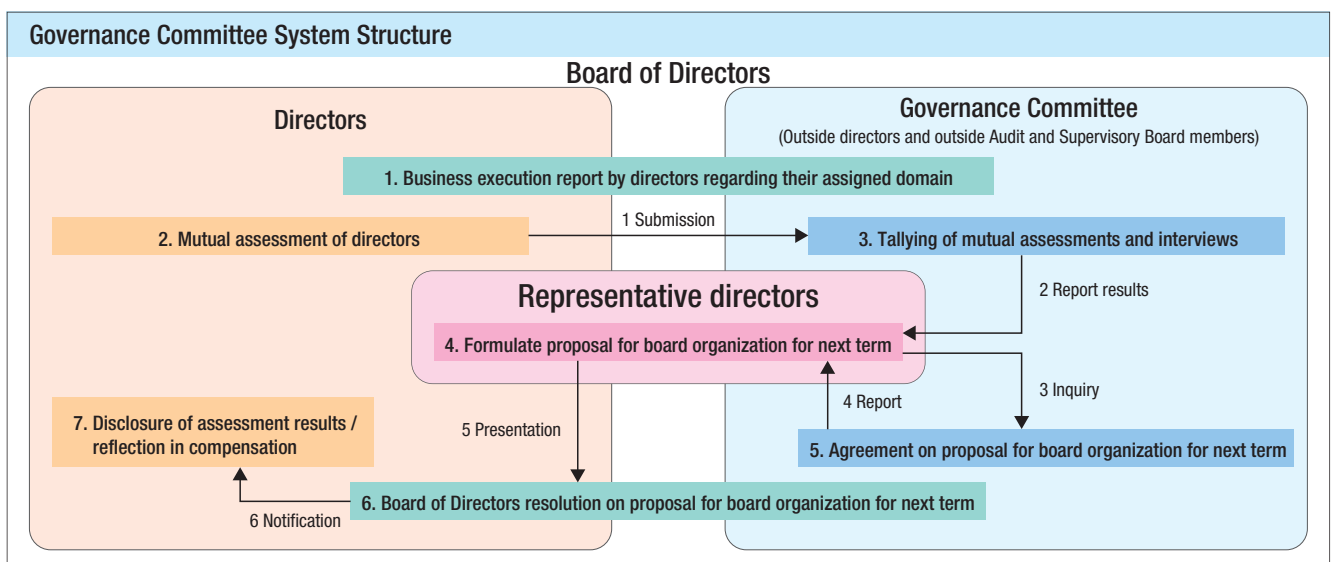 Governance Committee System Structure
Board of Directors
Directors
Governance Committee
(Outside directors and outside Audit and Supervisory Board members)
1. Business execution report by directors regarding their assigned domain
2. Mutual assessment of directors
1 Submission
3. Tallying of mutual assessments and interviews
2 Report results
Representative directors
4. Formulate proposal for board organization for next term
3 Inquiry
4 Report
5. Agreement on proposal for board organization for next term
5 Presentation
7. Disclosure of assessment results /
reflection in compensation
6. Board of Directors resolution on proposal for board organization for next term
6 Notification